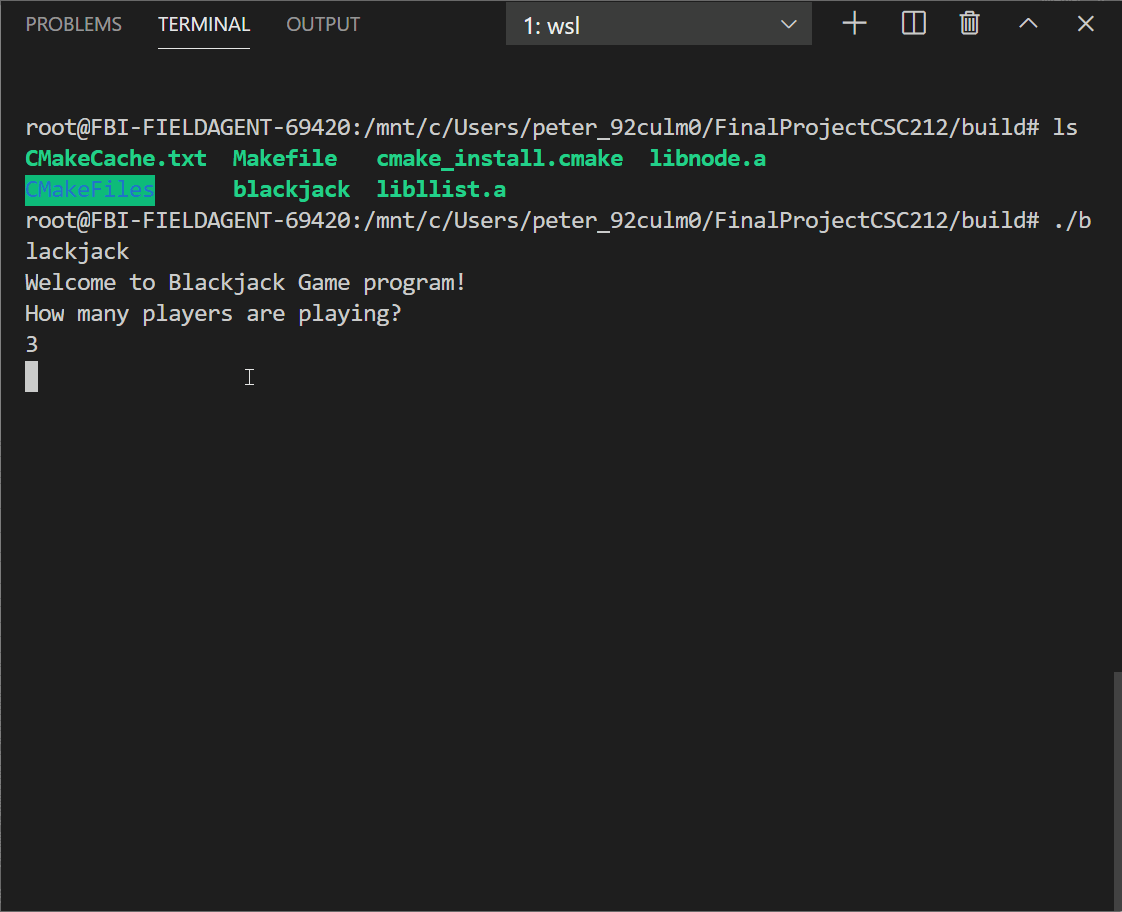 PROBLEMS TERMINAL OUTPUT 1: wsl
root@FBI-FIELDAGENT-69420:/mnt/c/Users/peter_92culm0/FinalProjectCSC212/build# ls
CMakeCache.txt Makefile cmake_install.cmake libnode.a
CMakeFiles blackjack libllist.a
root@FBI-FIELDAGENT-69420:/mnt/c/Users/peter_92culm0/FinalProjectCSC212/build# ./b
lackjack
Welcome to Blackjack Game program!
How many players are playing?
3